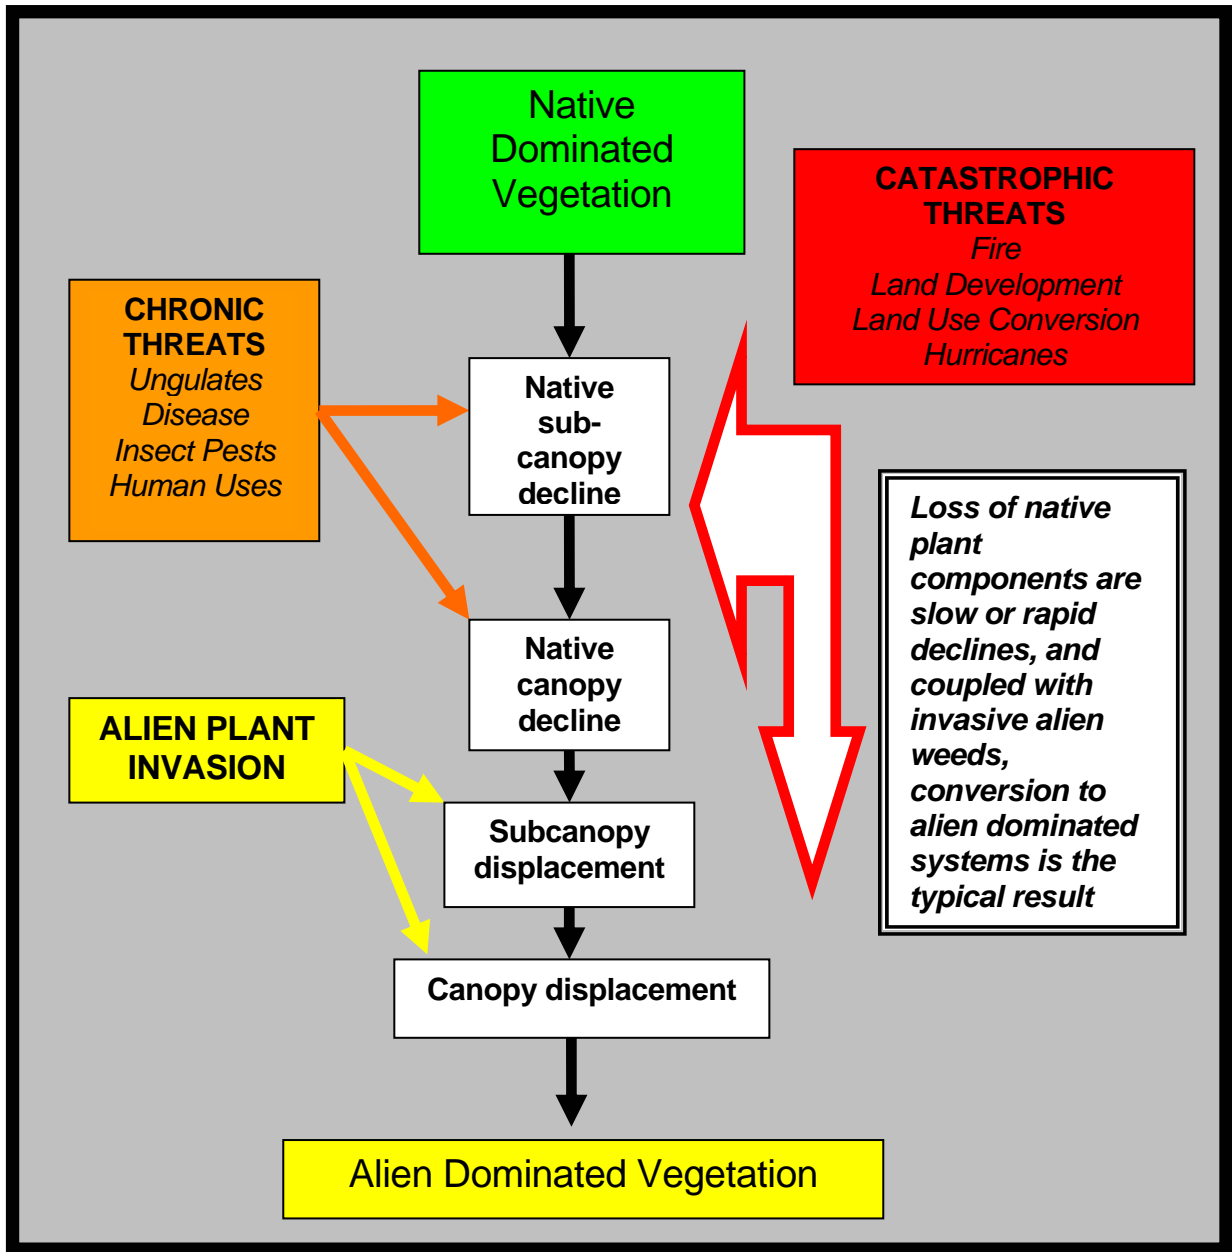 Native
Dominated
Vegetation
CATASTROPHIC
THREATS
Fire
Land Development
Land Use Conversion
Hurricanes
CHRONIC
THREATS
Ungulates
Disease
Insect Pests
Human Uses
Native
sub-
canopy
decline
Loss of native
plant
components are
slow or rapid
declines, and
coupled with
invasive alien
weeds,
conversion to
alien dominated
systems is the
typical result
Native
canopy
decline
ALIEN PLANT
INVASION
Subcanopy
displacement
Canopy displacement
Alien Dominated Vegetation